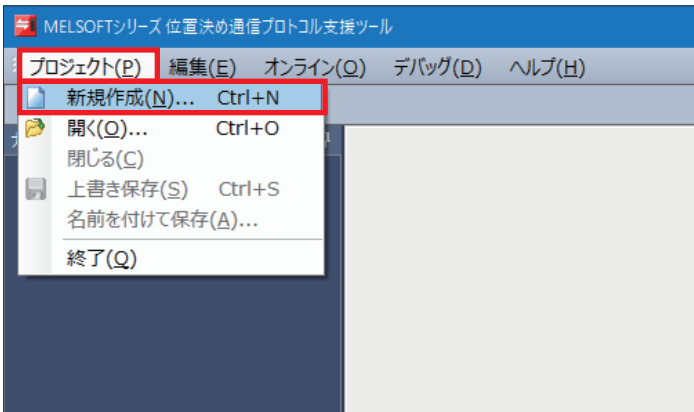 MELSOFTシリーズ 位置決め通信プロトコル支援ツール
プロジェクト(P) 編集(E) オンライン(O) デバッグ(D) ヘルプ(H)
新規作成(N)... Ctrl+N
開く(O)... Ctrl+O
閉じる(C)
上書き保存(S) Ctrl+S
名前を付けて保存(A)...
終了(Q)